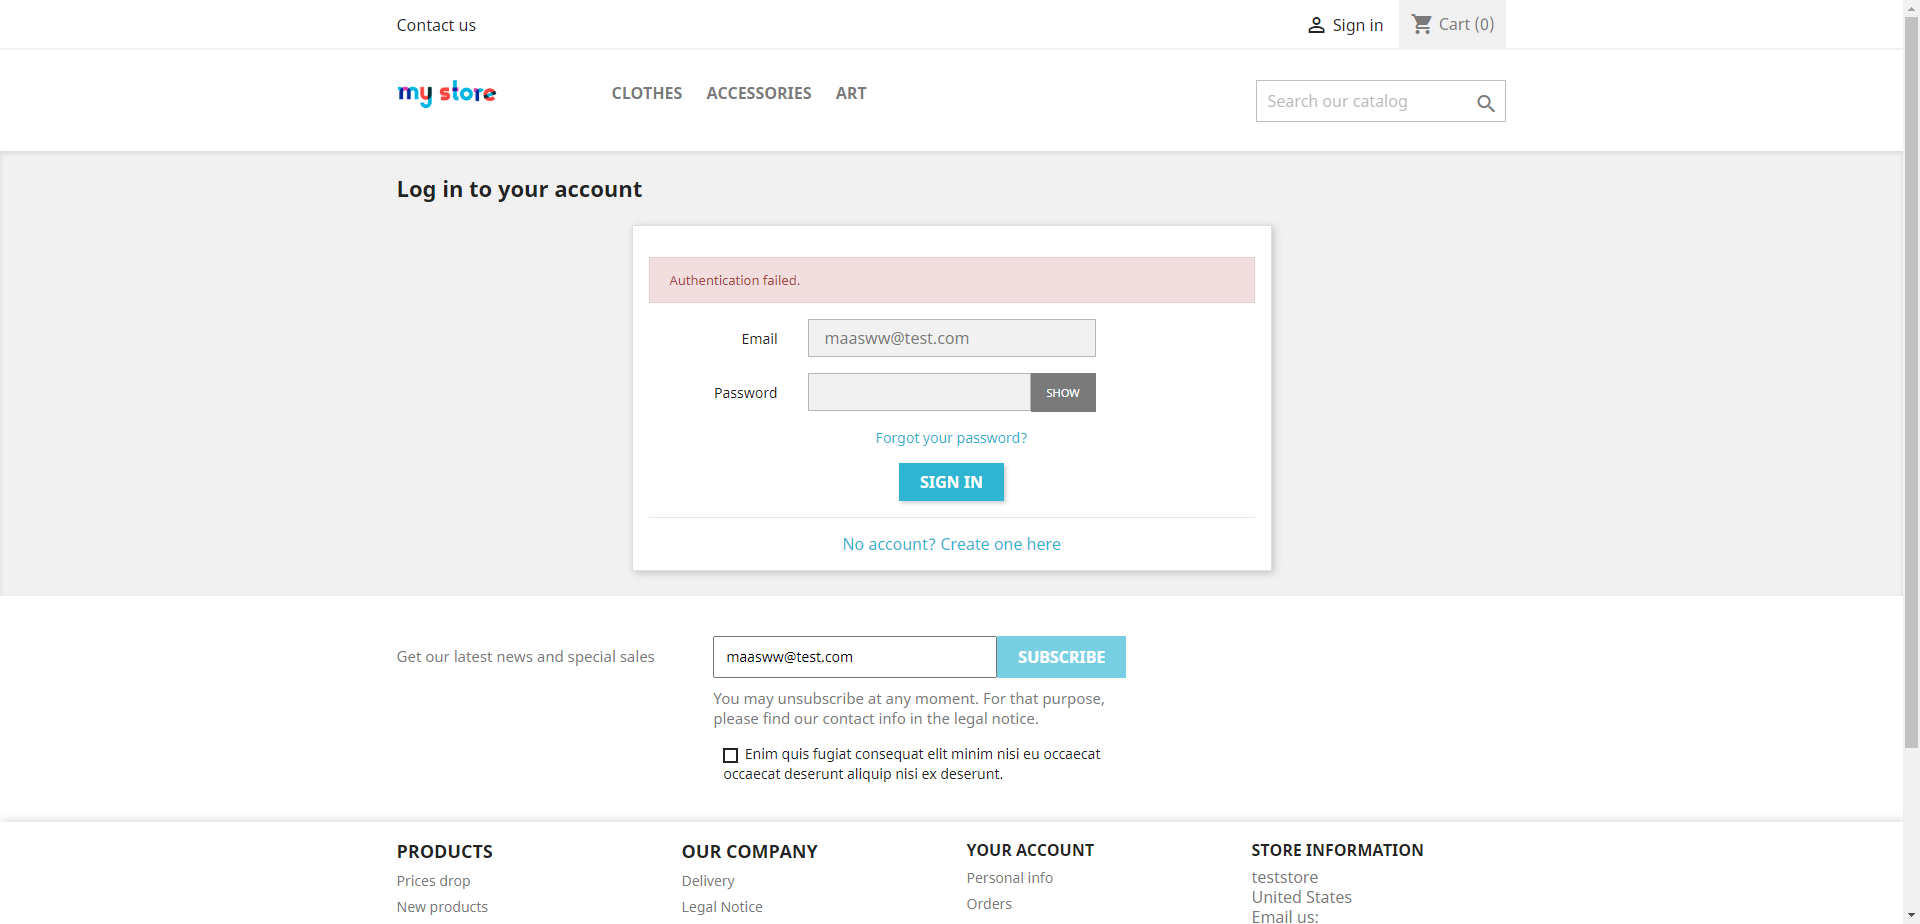 Contact us
Sign in
Cart (0)
my store
CLOTHES
ACCESSORIES
ART
Search our catalog
Log in to your account
Authentication failed.
Email
maasww@test.com
Password
SHOW
Forgot your password?
SIGN IN
No account? Create one here
Get our latest news and special sales
maasww@test.com
SUBSCRIBE
You may unsubscribe at any moment. For that purpose,
please find our contact info in the legal notice.
Enim quis fugiat consequat elit minim nisi eu occaecat
occaecat deserunt aliquip nisi ex deserunt.
PRODUCTS
Prices drop
New products
OUR COMPANY
Delivery
Legal Notice
YOUR ACCOUNT
Personal info
Orders
STORE INFORMATION
teststore
United States
Email us: